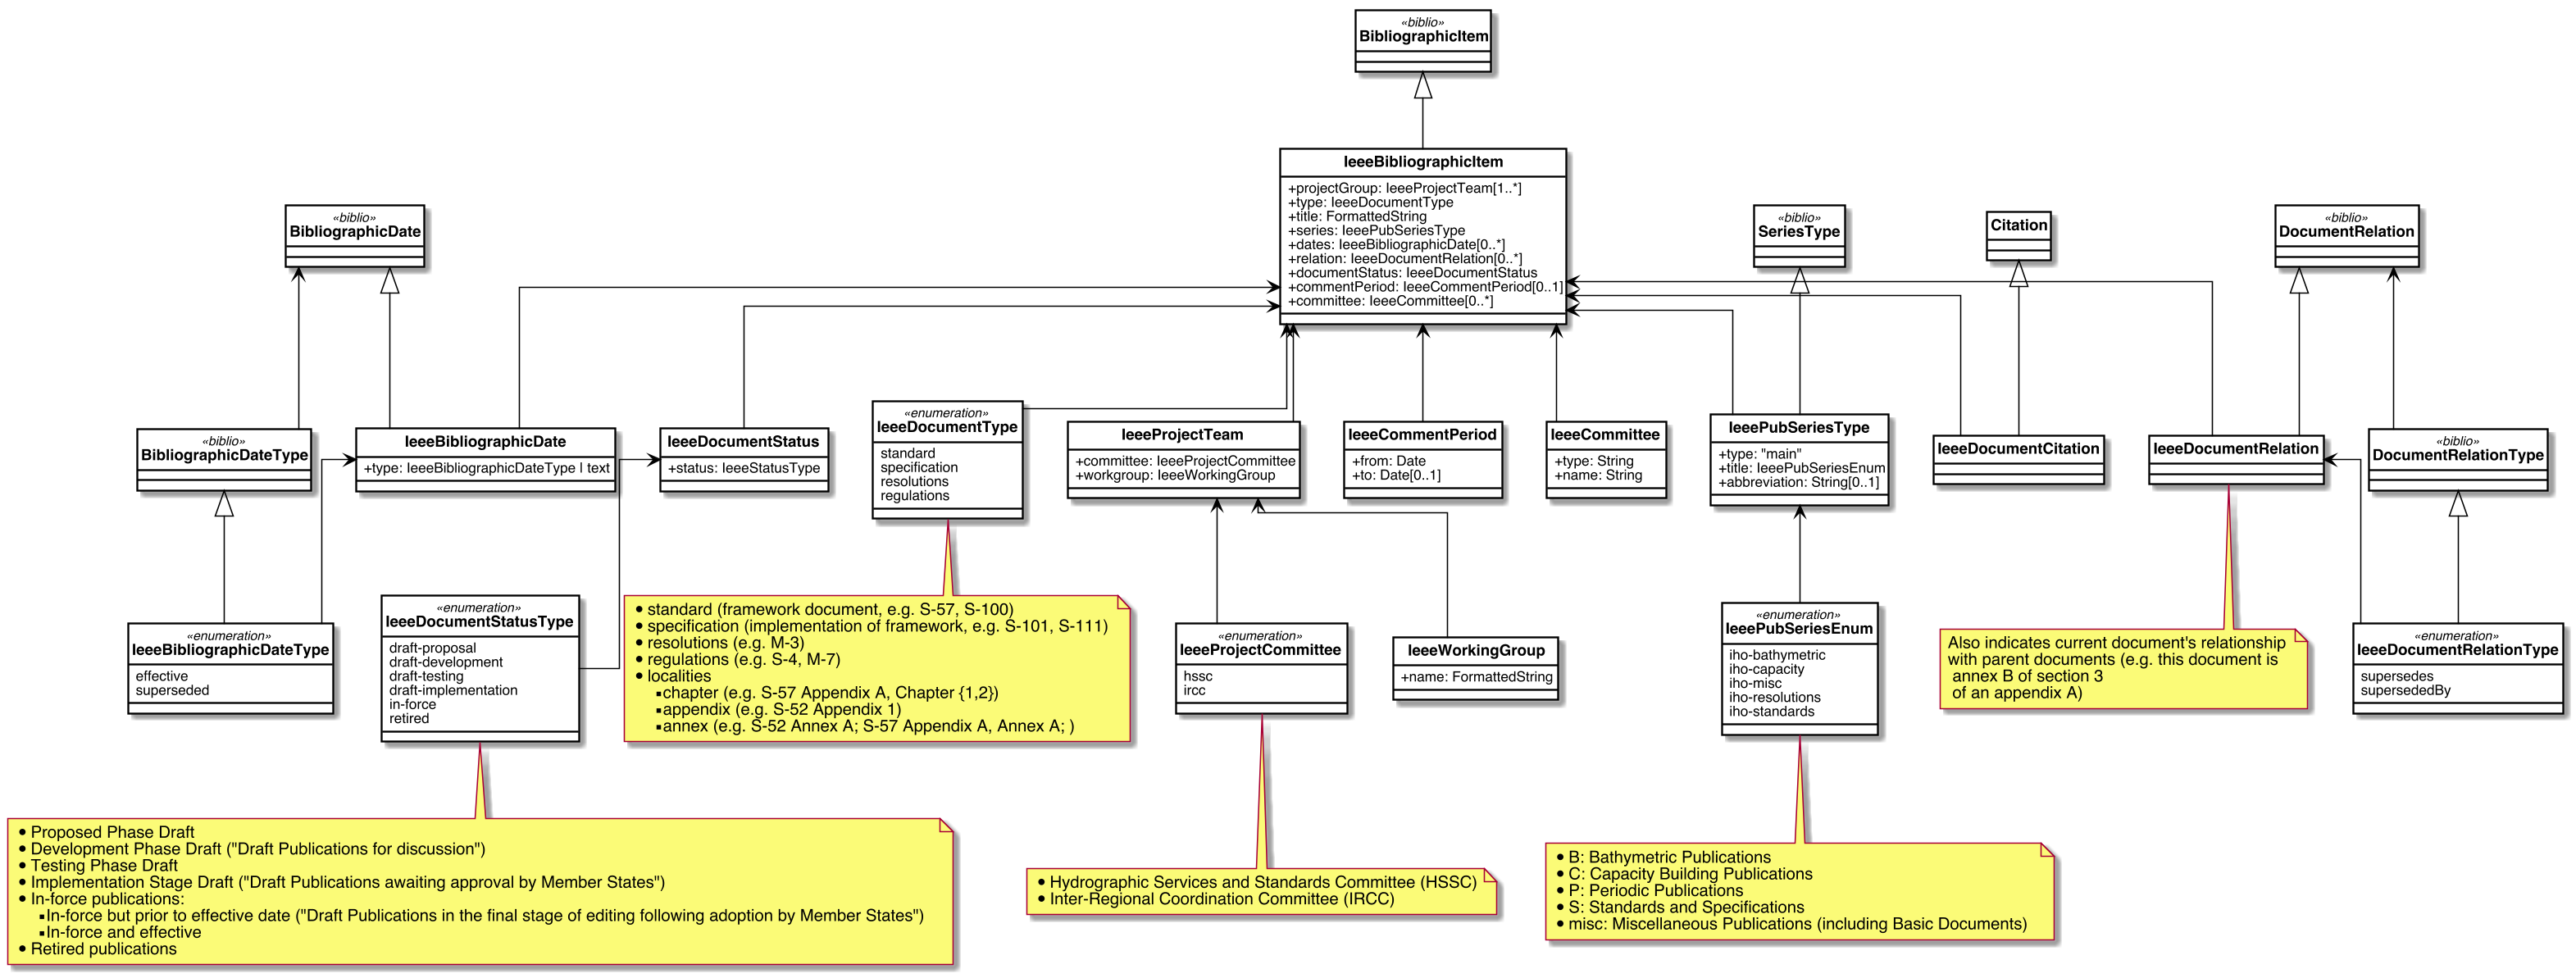 «biblio»
BibliographicItem
IeeeBibliographicItem
+projectGroup: IeeeProjectTeam[1..*]
+type: IeeeDocumentType
+title: FormattedString
+series: IeeePubSeriesType
+dates: IeeeBibliographicDate[0..*]
+relation: IeeeDocumentRelation[0..*]
+documentStatus: IeeeDocumentStatus
+commentPeriod: IeeeCommentPeriod[0..1]
+committee: IeeeCommittee[0..*]
«biblio»
BibliographicDate
«biblio»
SeriesType
Citation
«biblio»
DocumentRelation
«biblio»
BibliographicDateType
IeeeBibliographicDate
+type: IeeeBibliographicDateType | text
IeeeDocumentStatus
+status: IeeeStatusType
«enumeration»
IeeeDocumentType
standard
specification
resolutions
regulations
IeeeProjectTeam
+committee: IeeeProjectCommittee
+workgroup: IeeeWorkingGroup
IeeeCommentPeriod
+from: Date
+to: Date[0..1]
IeeeCommittee
+type: String
+name: String
IeeePubSeriesType
+type: "main"
+title: IeeePubSeriesEnum
+abbreviation: String[0..1]
IeeeDocumentCitation
IeeeDocumentRelation
«biblio»
DocumentRelationType
«enumeration»
IeeeBibliographicDateType
effective
superseded
«enumeration»
IeeeDocumentStatusType
draft-proposal
draft-development
draft-testing
draft-implementation
in-force
retired
• standard (framework document, e.g. S-57, S-100)
• specification (implementation of framework, e.g. S-101, S-111)
• resolutions (e.g. M-3)
• regulations (e.g. S-4, M-7)
• localities
▪ chapter (e.g. S-57 Appendix A, Chapter {1,2})
▪ appendix (e.g. S-52 Appendix 1)
▪ annex (e.g. S-52 Annex A; S-57 Appendix A, Annex A; )
«enumeration»
IeeeProjectCommittee
hssc
ircc
IeeeWorkingGroup
+name: FormattedString
«enumeration»
IeeePubSeriesEnum
iho-bathymetric
iho-capacity
iho-misc
iho-resolutions
iho-standards
Also indicates current document's relationship
with parent documents (e.g. this document is
annex B of section 3
of an appendix A)
«enumeration»
IeeeDocumentRelationType
supersedes
supersededBy
• Proposed Phase Draft
• Development Phase Draft ("Draft Publications for discussion")
• Testing Phase Draft
• Implementation Stage Draft ("Draft Publications awaiting approval by Member States")
• In-force publications:
▪ In-force but prior to effective date ("Draft Publications in the final stage of editing following adoption by Member States")
▪ In-force and effective
• Retired publications
• Hydrographic Services and Standards Committee (HSSC)
• Inter-Regional Coordination Committee (IRCC)
• B: Bathymetric Publications
• C: Capacity Building Publications
• P: Periodic Publications
• S: Standards and Specifications
• misc: Miscellaneous Publications (including Basic Documents)